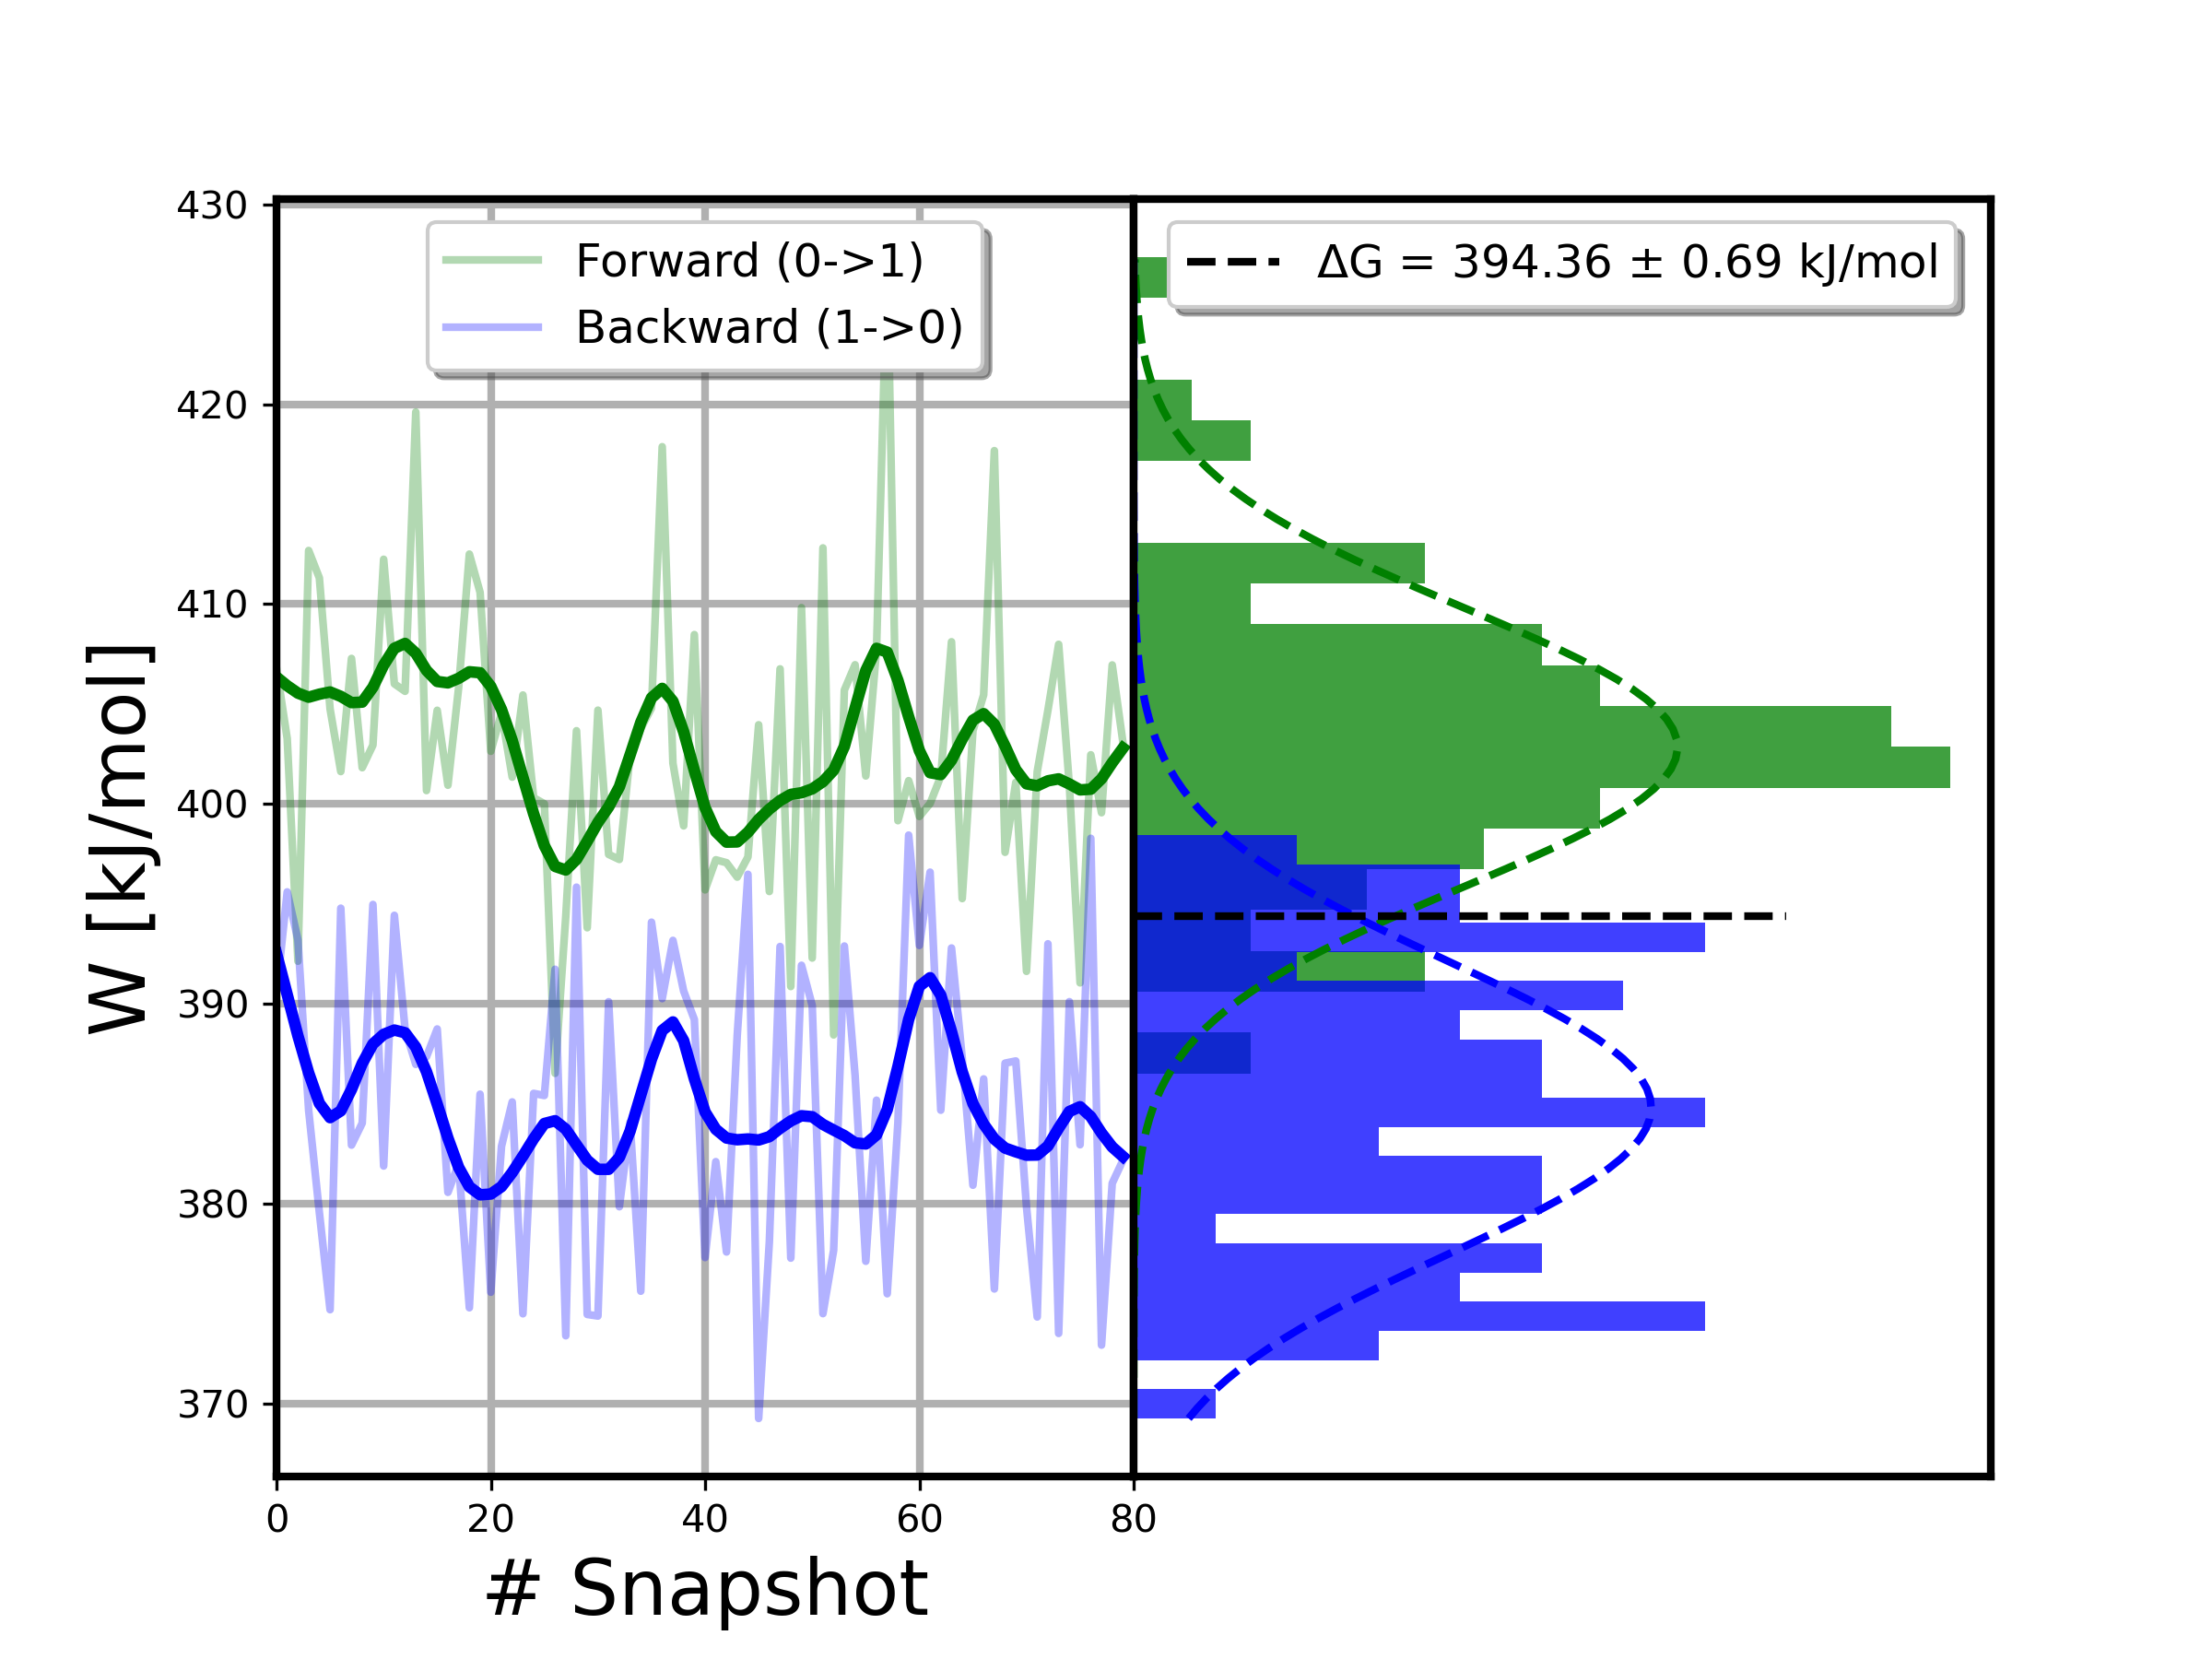 430
420
410
400
390
380
370
W [kJ/mol]
Forward (0->1)
Backward (1->0)
ΔG = 394.36 ± 0.69 kJ/mol
0 20 40 60 80
# Snapshot